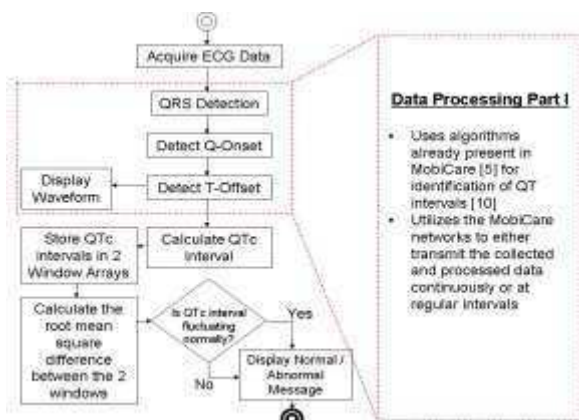 Acquire ECG Data
QRS Detection
Detect Q-Onset
Detect T-Offset
Display
Waveform
Calculate QTc
Interval
Store QTc
intervals in 2
Window Arrays
Calculate the
root mean
square
difference
between the 2
windows
Is QTc interval
fluctuating
normally?
Yes
No
Display Normal /
Abnormal
Message
Data Processing Part I
• Uses algorithms
already present in
MobiCare [5] for
identification of QT
intervals [10]
• Utilizes the MobiCare
networks to either
transmit the collected
and processed data
continuously or at
regular intervals